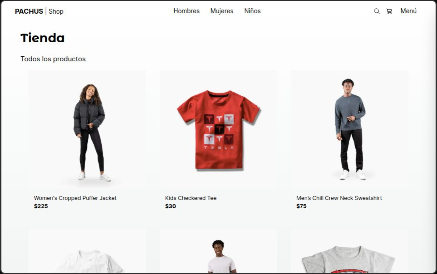 PACHUS | Shop
Hombres Mujeres Niños
Menú
Tienda
Todos los productos
Women's Cropped Puffer Jacket
$225
Kids Checkered Tee
$30
Men's Chill Crew Neck Sweatshirt
$75